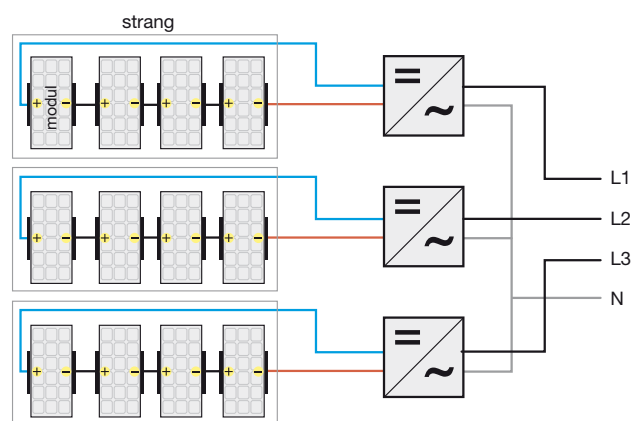 strang
modul
+ − + − + − + −
= ~
L1
+ − + − + − + −
= ~
L2
L3
N
+ − + − + − + −
= ~